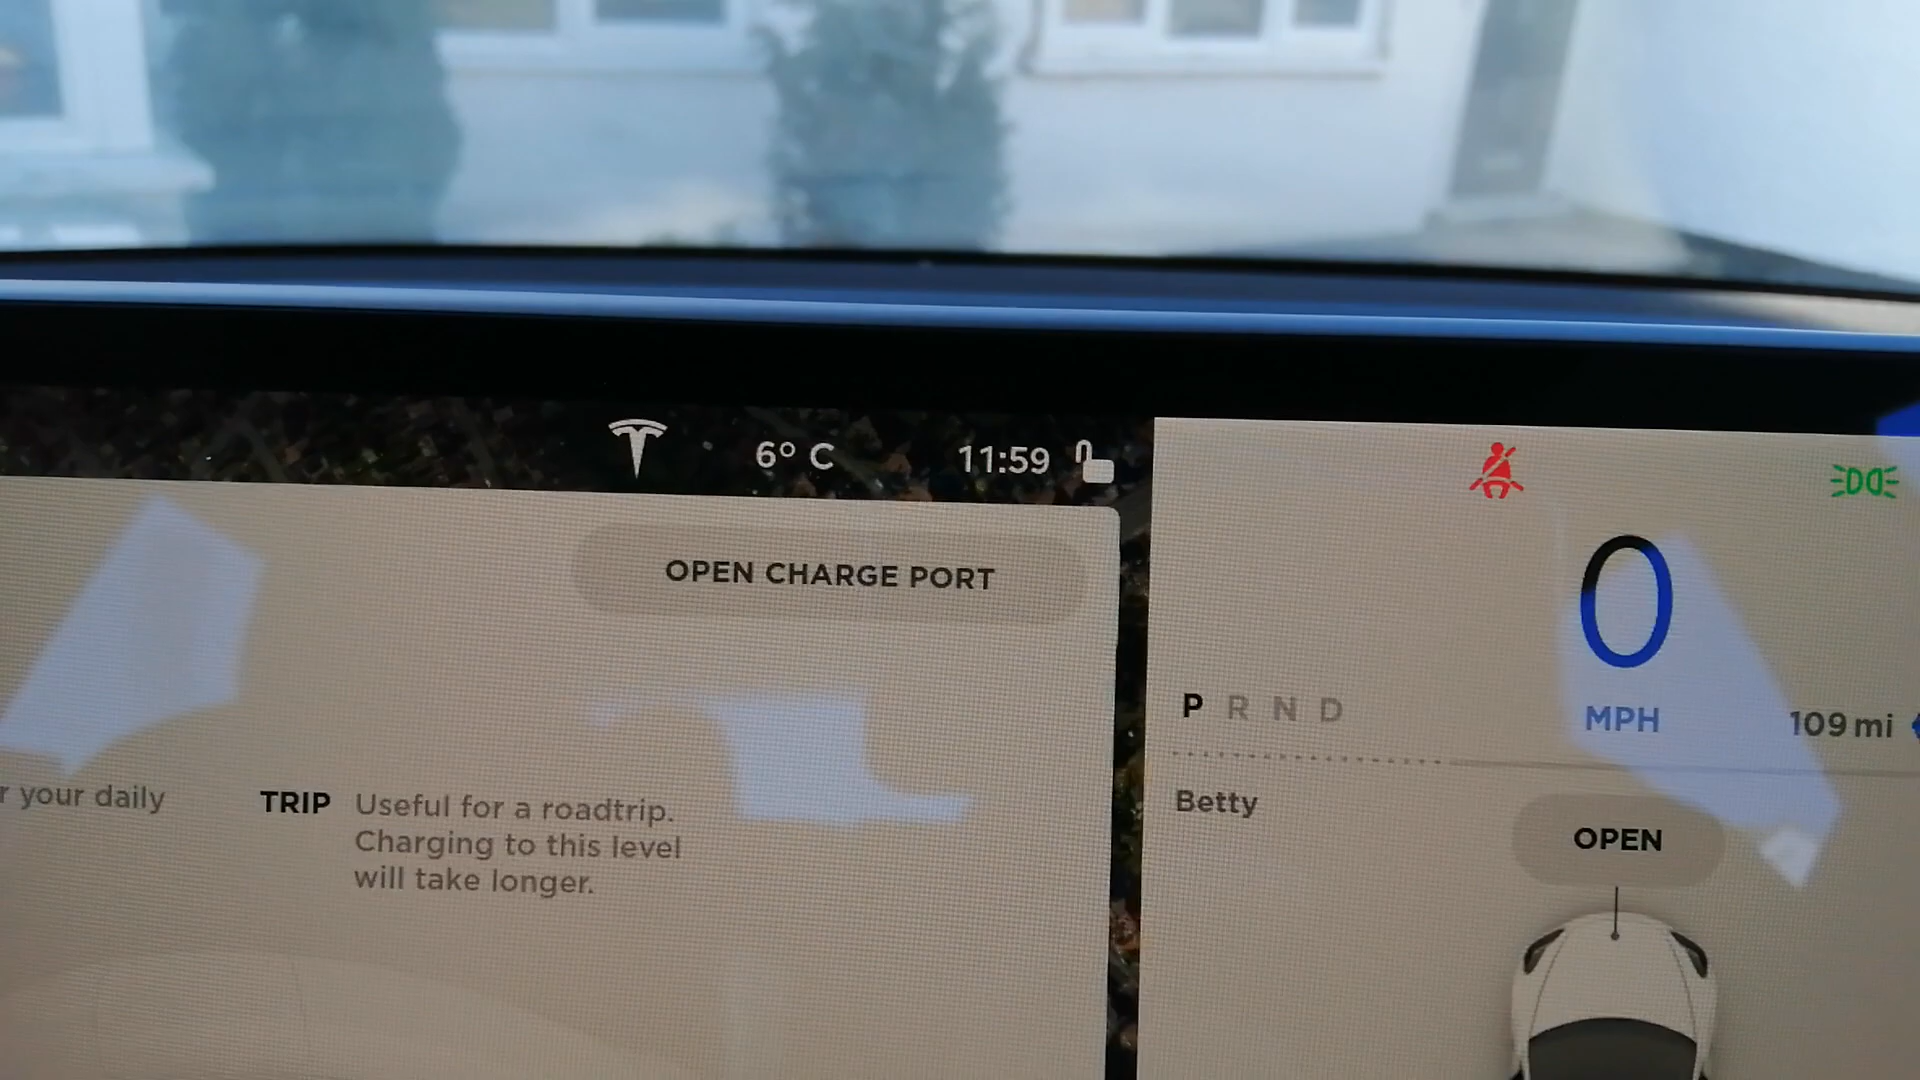 6° C
11:59
OPEN CHARGE PORT
0
MPH
P R N D
109 mi
r your daily
TRIP Useful for a roadtrip.
Charging to this level
will take longer.
Betty
OPEN